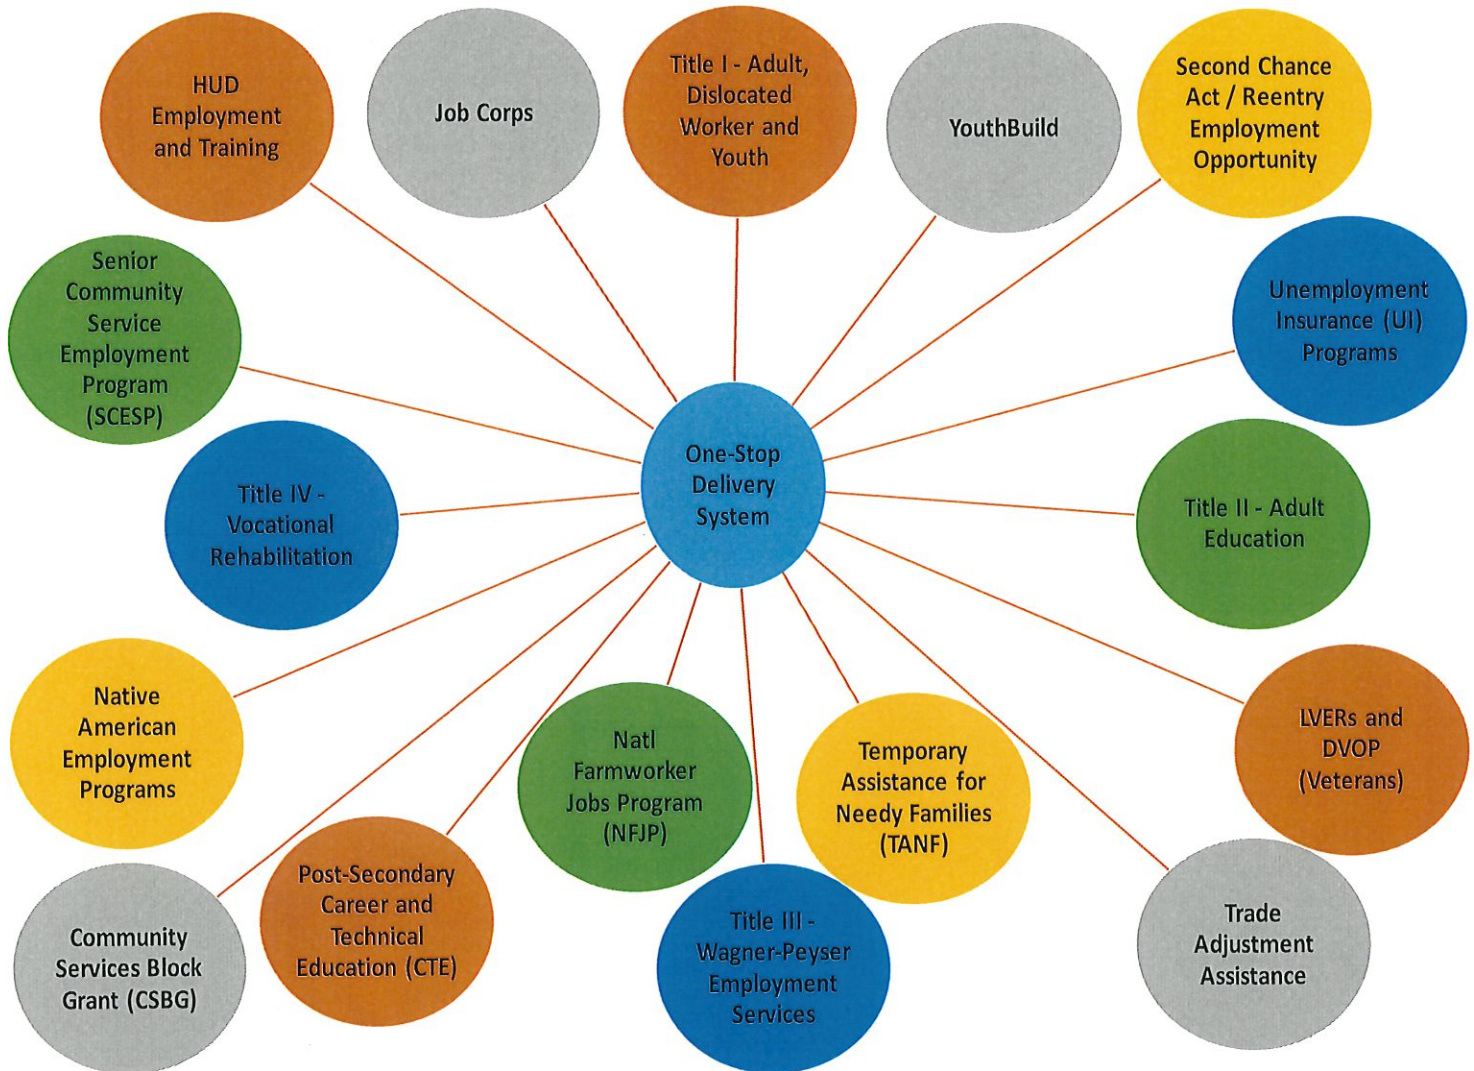 HUD
Employment
and Training
Job Corps
Title I - Adult,
Dislocated
Worker and
Youth
YouthBuild
Second Chance
Act / Reentry
Employment
Opportunity
Senior
Community
Service
Employment
Program
(SCESP)
Unemployment
Insurance (UI)
Programs
One-Stop
Delivery
System
Title IV -
Vocational
Rehabilitation
Title II - Adult
Education
Native
American
Employment
Programs
Natl
Farmworker
Jobs Program
(NFJP)
Temporary
Assistance for
Needy Families
(TANF)
LVERs and
DVOP
(Veterans)
Community
Services Block
Grant (CSBG)
Post-Secondary
Career and
Technical
Education (CTE)
Title III -
Wagner-Peyser
Employment
Services
Trade
Adjustment
Assistance